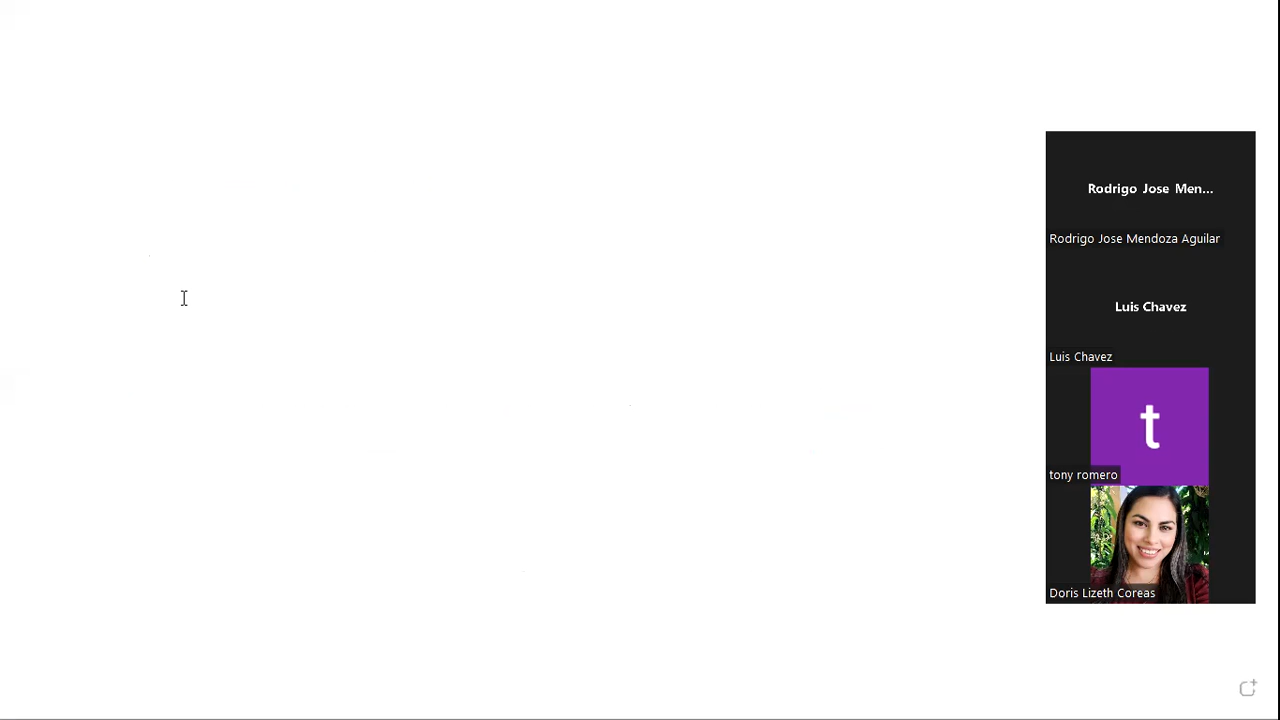 Rodrigo Jose Men...
Rodrigo Jose Mendoza Aguilar
Luis Chavez
Luis Chavez
t
tony romero
Doris Lizeth Coreas